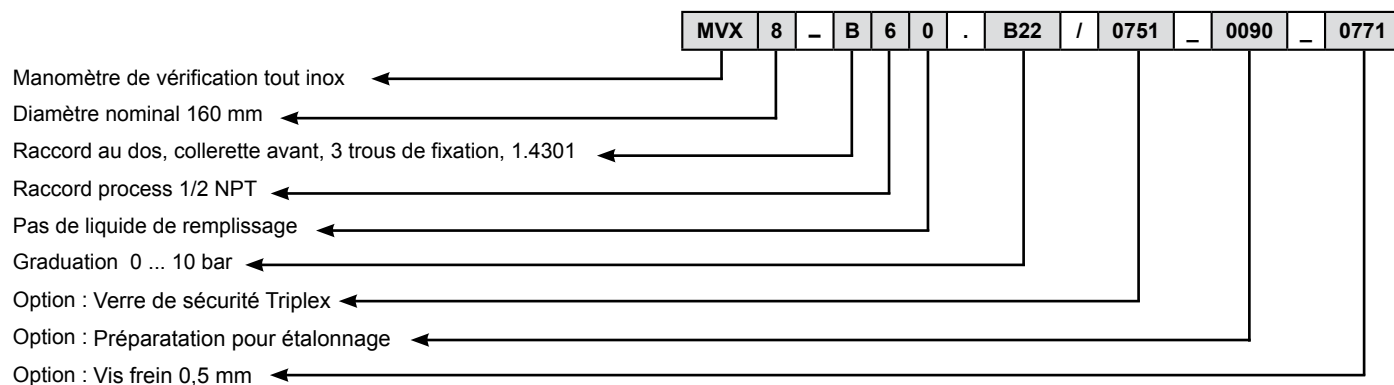 MVX 8 – B 6 0 . B22 / 0751 _ 0090 _ 0771
Manomètre de vérification tout inox
Diamètre nominal 160 mm
Raccord au dos, collerette avant, 3 trous de fixation, 1.4301
Raccord process 1/2 NPT
Pas de liquide de remplissage
Graduation 0 ... 10 bar
Option : Verre de sécurité Triplex
Option : Préparatation pour étalonnage
Option : Vis frein 0,5 mm